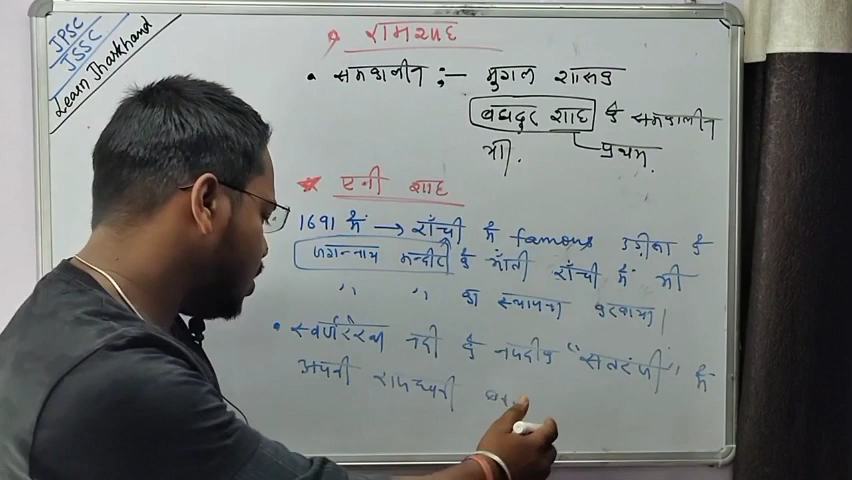 JPSC
JSSC
Learn Jharkhand
रामशाह
• समकालीन :— मुगल शासक
बहादुर शाह के समकालीन
था।
प्रथम.
एनी शाह
1691 में → राँची में famous उड़ीसा के
जगन्नाथ मन्दीर के भाँती राँची में भी
" " का स्थापना करवाया।
• स्वर्णरेखा नदी के नजदीक "सतरंजी" में
अपनी राजधानी